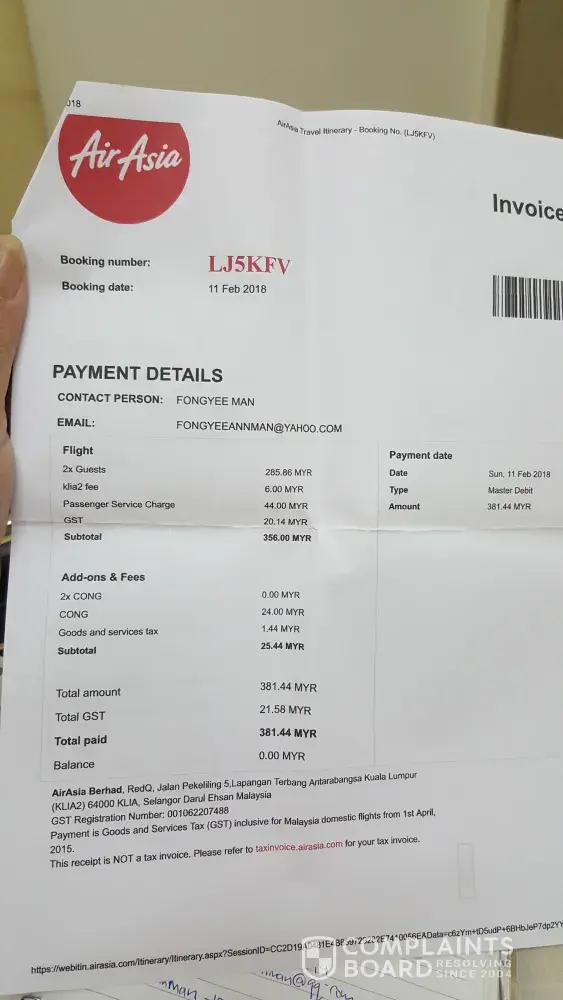 018
AirAsia Travel Itinerary - Booking No. (LJ5KFV)
AirAsia
Invoice
Booking number: LJ5KFV
Booking date: 11 Feb 2018
PAYMENT DETAILS
CONTACT PERSON: FONGYEE MAN
EMAIL: FONGYEEANNMAN@YAHOO.COM
Flight
2x Guests 285.86 MYR
klia2 fee 6.00 MYR
Passenger Service Charge 44.00 MYR
GST 20.14 MYR
Subtotal 356.00 MYR
Payment date
Date Sun, 11 Feb 2018
Type Master Debit
Amount 381.44 MYR
Add-ons & Fees
2x CONG 0.00 MYR
CONG 24.00 MYR
Goods and services tax 1.44 MYR
Subtotal 25.44 MYR
Total amount 381.44 MYR
Total GST 21.58 MYR
Total paid 381.44 MYR
Balance 0.00 MYR
AirAsia Berhad, RedQ, Jalan Pekeliling 5,Lapangan Terbang Antarabangsa Kuala Lumpur
(KLIA2) 64000 KLIA, Selangor Darul Ehsan Malaysia
GST Registration Number: 001062207488
Payment is Goods and Services Tax (GST) inclusive for Malaysia domestic flights from 1st April,
2015.
This receipt is NOT a tax invoice. Please refer to taxinvoice.airasia.com for your tax invoice.
https://webitin.airasia.com/Itinerary/Itinerary.aspx?
COMPLAINTS
BOARD RESOLVING
SINCE 2004